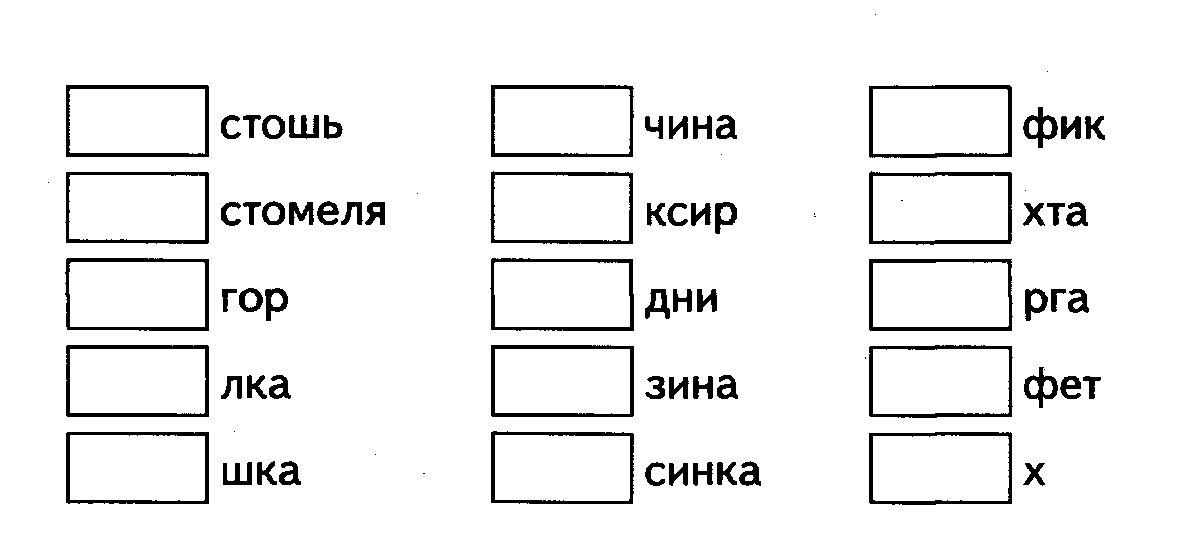 стошь
стомеля
гор
лка
шка
чина
ксир
дни
зина
синка
фик
хта
рга
фет
х